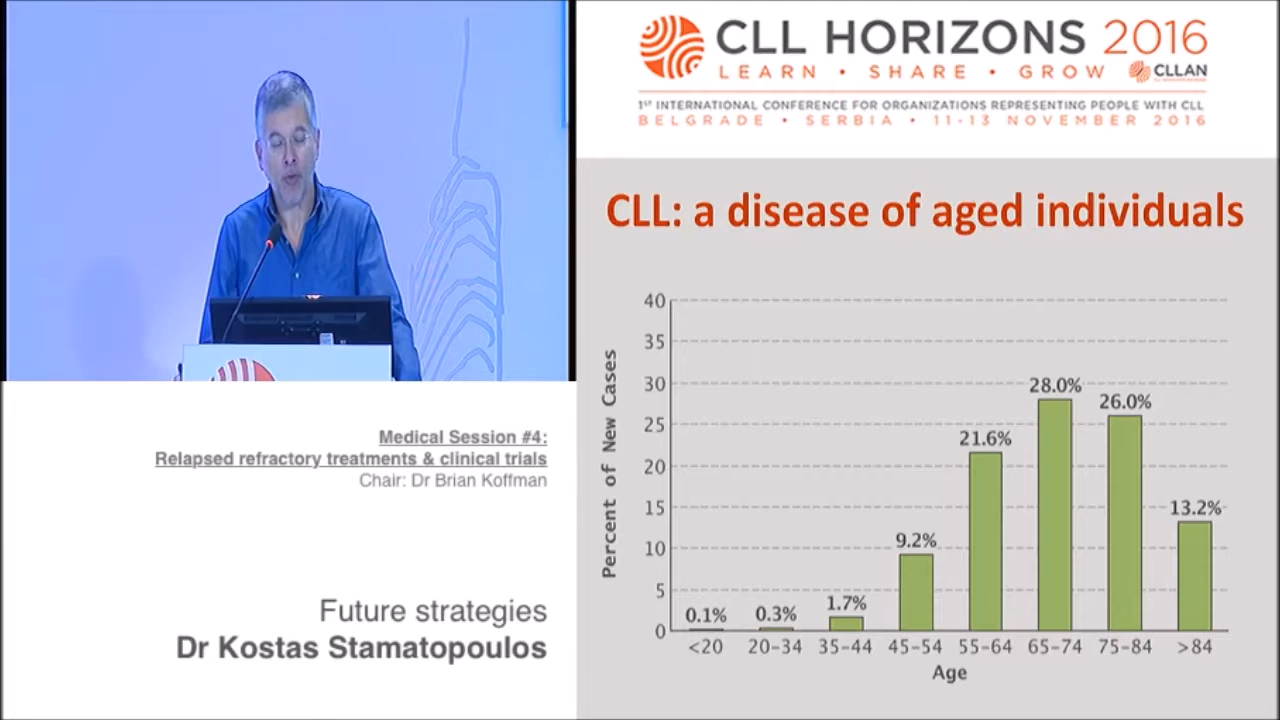 CLL HORIZONS 2016
LEARN • SHARE • GROW
CLLAN
1ST INTERNATIONAL CONFERENCE FOR ORGANIZATIONS REPRESENTING PEOPLE WITH CLL
BELGRADE • SERBIA • 11-13 NOVEMBER 2016
CLL: a disease of aged individuals
Percent of New Cases
40
35
30
25
20
15
10
5
0
0.1%
0.3%
1.7%
9.2%
21.6%
28.0%
26.0%
13.2%
<20 20-34 35-44 45-54 55-64 65-74 75-84 >84
Age
Medical Session #4:
Relapsed refractory treatments & clinical trials
Chair: Dr Brian Koffman
Future strategies
Dr Kostas Stamatopoulos